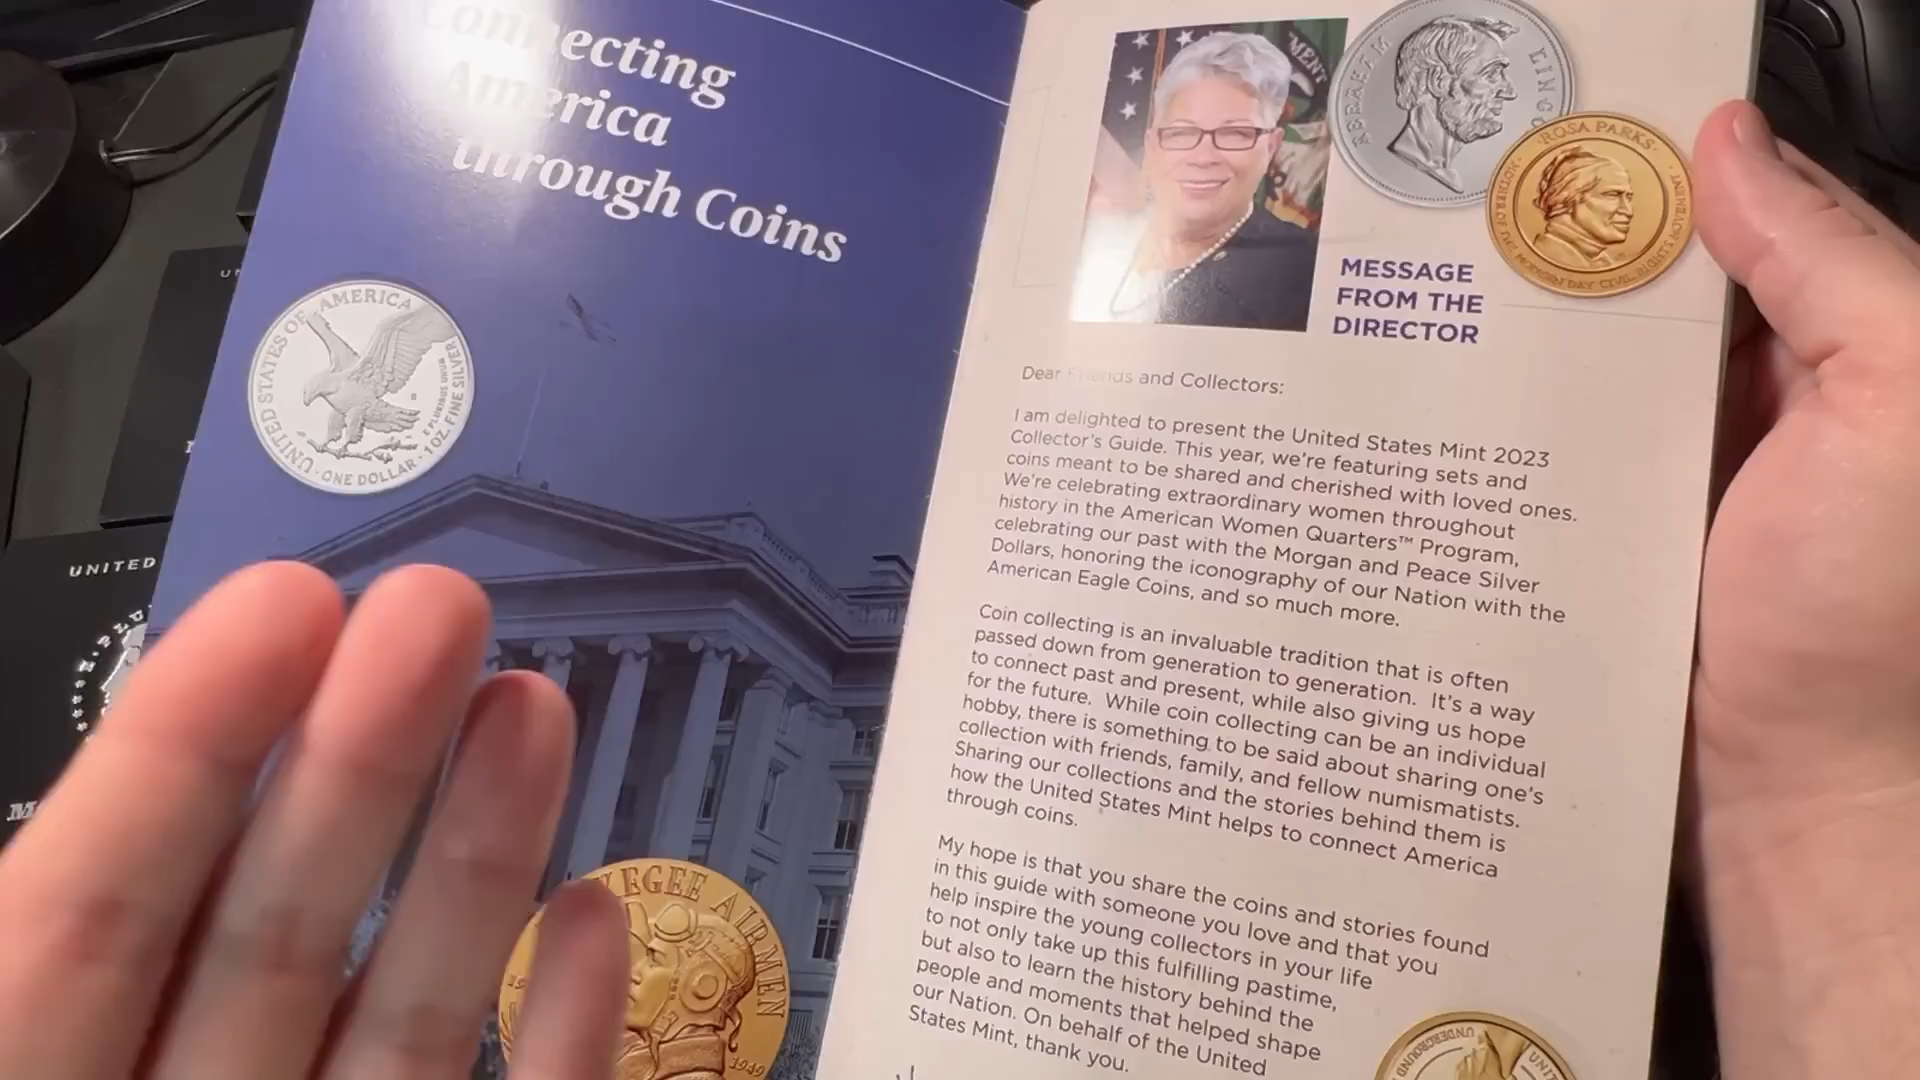 Connecting
America
through Coins
UNITED STATES OF AMERICA
E PLURIBUS UNUM
1 OZ. FINE SILVER
ONE DOLLAR
UNITED
AIRMEN
1949
MENT
ABRAHAM
ROSA PARKS
MESSAGE
FROM THE
DIRECTOR
Dear Friends and Collectors:
I am delighted to present the United States Mint 2023
Collector's Guide. This year, we're featuring sets and
coins meant to be shared and cherished with loved ones.
We're celebrating extraordinary women throughout
history in the American Women Quarters™ Program,
celebrating our past with the Morgan and Peace Silver
Dollars, honoring the iconography of our Nation with the
American Eagle Coins, and so much more.
Coin collecting is an invaluable tradition that is often
passed down from generation to generation. It's a way
to connect past and present, while also giving us hope
for the future. While coin collecting can be an individual
hobby, there is something to be said about sharing one's
collection with friends, family, and fellow numismatists.
Sharing our collections and the stories behind them is
how the United States Mint helps to connect America
through coins.
My hope is that you share the coins and stories found
in this guide with someone you love and that you
help inspire the young collectors in your life
to not only take up this fulfilling pastime,
but also to learn the history behind the
people and moments that helped shape
our Nation. On behalf of the United
States Mint, thank you.
UNDERGROUND